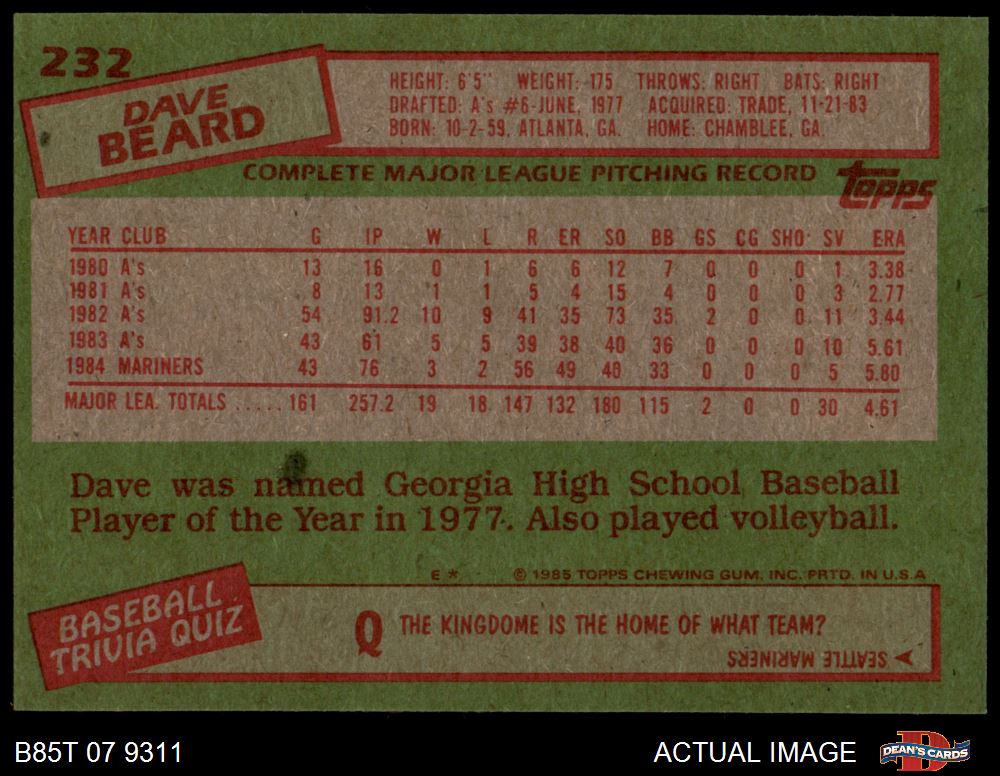 232
DAVE
BEARD
HEIGHT: 6'5" WEIGHT: 175 THROWS: RIGHT BATS: RIGHT
DRAFTED: A's #6-JUNE, 1977 ACQUIRED: TRADE, 11-21-83
BORN: 10-2-59, ATLANTA, GA. HOME: CHAMBLEE, GA.
COMPLETE MAJOR LEAGUE PITCHING RECORD
Topps
YEAR CLUB G IP W L R ER SO BB GS CG SHO SV ERA
1980 A's 13 16 0 1 6 6 12 7 0 0 0 1 3.38
1981 A's 8 13 1 1 5 4 15 4 0 0 0 3 2.77
1982 A's 54 91.2 10 9 41 35 73 35 2 0 0 11 3.44
1983 A's 43 61 5 5 39 38 40 36 0 0 0 10 5.61
1984 MARINERS 43 76 3 2 56 49 40 33 0 0 0 5 5.80
MAJOR LEA. TOTALS ..... 161 257.2 19 18 147 132 180 115 2 0 0 30 4.61
Dave was named Georgia High School Baseball
Player of the Year in 1977. Also played volleyball.
E * © 1985 TOPPS CHEWING GUM, INC. PRTD. IN U.S.A
BASEBALL
TRIVIA QUIZ
Q THE KINGDOME IS THE HOME OF WHAT TEAM?
SEATTLE MARINERS
B85T 07 9311
ACTUAL IMAGE
D
DEAN'S CARDS